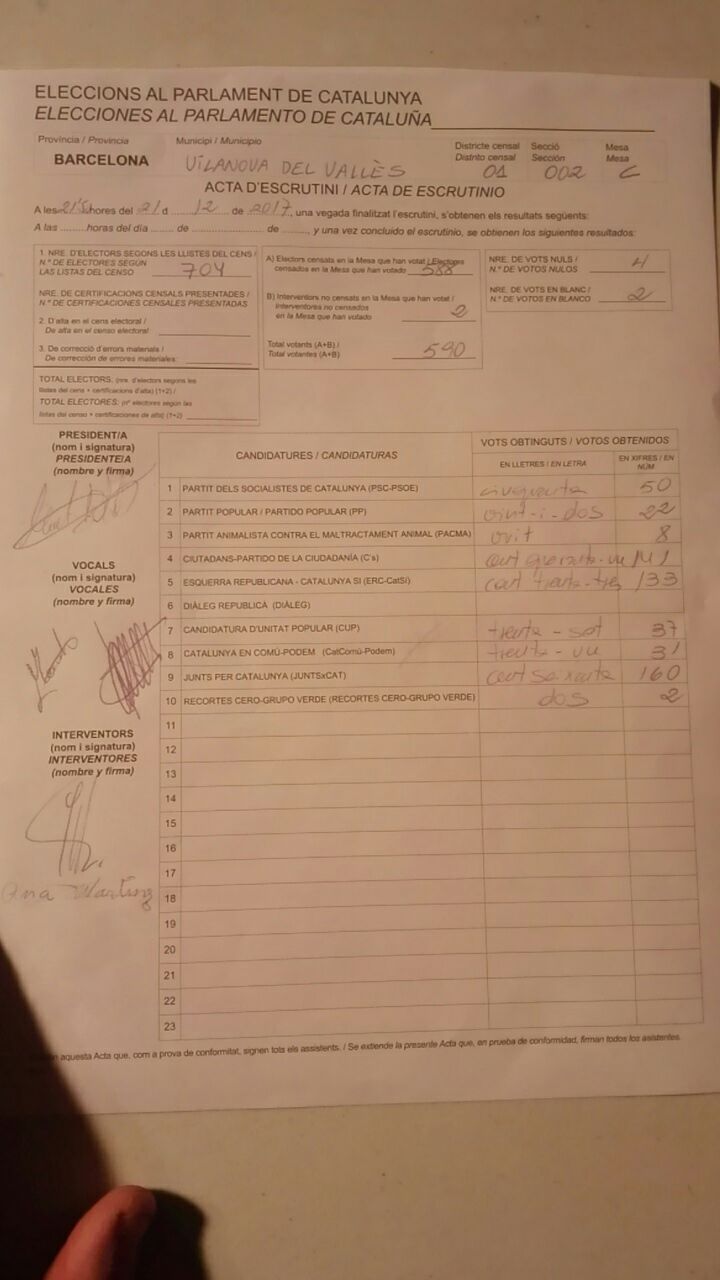 ELECCIONS AL PARLAMENT DE CATALUNYA
ELECCIONES AL PARLAMENTO DE CATALUÑA
Província / Provincia Municipi / Municipio Districte censal Secció Mesa
Distrito censal Sección Mesa
BARCELONA VILANOVA DEL VALLÈS 01 002 C
ACTA D'ESCRUTINI / ACTA DE ESCRUTINIO
A les hores del 21 d 12 de 2017, una vegada finalitzat l'escrutini, s'obtenen els resultats següents:
A las ........horas del día ....... de .................... de ......., y una vez concluido el escrutinio, se obtienen los siguientes resultados:
1. NRE. D'ELECTORS SEGONS LES LLISTES DEL CENS /
N.º DE ELECTORES SEGÚN
LAS LISTAS DEL CENSO 704
NRE. DE CERTIFICACIONS CENSALS PRESENTADES /
N.º DE CERTIFICACIONES CENSALES PRESENTADAS
2. D'alta en el cens electoral /
De alta en el censo electoral:
3. De correcció d'errors materials /
De corrección de errores materiales:
TOTAL ELECTORS: (nre. d'electors segons les
llistes del cens + certificacions d'alta) (1+2) /
TOTAL ELECTORES: (nº electores según las
listas del censo + certificaciones de alta) (1+2)
A) Electors censats en la Mesa que han votat / Electores
censados en la Mesa que han votado 588
B) Interventors no censats en la Mesa que han votat /
Interventores no censados
en la Mesa que han votado 2
Total votants (A+B) /
Total votantes (A+B) 590
NRE. DE VOTS NULS /
N.º DE VOTOS NULOS 4
NRE. DE VOTS EN BLANC /
N.º DE VOTOS EN BLANCO 2
PRESIDENT/A
(nom i signatura)
PRESIDENTE/A
(nombre y firma)
VOCALS
(nom i signatura)
VOCALES
(nombre y firma)
INTERVENTORS
(nom i signatura)
INTERVENTORES
(nombre y firma)
Ana
CANDIDATURES / CANDIDATURAS VOTS OBTINGUTS / VOTOS OBTENIDOS
EN LLETRES / EN LETRA EN XIFRES / EN NÚM
1 PARTIT DELS SOCIALISTES DE CATALUNYA (PSC-PSOE) cinquanta 50
2 PARTIT POPULAR / PARTIDO POPULAR (PP) vint-i-dos 22
3 PARTIT ANIMALISTA CONTRA EL MALTRACTAMENT ANIMAL (PACMA) vuit 8
4 CIUTADANS-PARTIDO DE LA CIUDADANÍA (C's) cent quaranta-un 141
5 ESQUERRA REPUBLICANA - CATALUNYA SÍ (ERC-CatSí) cent trenta-tres 133
6 DIÀLEG REPUBLICÀ (DIÀLEG)
7 CANDIDATURA D'UNITAT POPULAR (CUP) trenta-set 37
8 CATALUNYA EN COMÚ-PODEM (CatComú-Podem) trenta-un 31
9 JUNTS PER CATALUNYA (JUNTSxCAT) cent seixanta 160
10 RECORTES CERO-GRUPO VERDE (RECORTES CERO-GRUPO VERDE) dos 2
11
12
13
14
15
16
17
18
19
20
21
22
23
aquesta Acta que, com a prova de conformitat, signen tots els assistents. / Se extiende la presente Acta que, en prueba de conformidad, firman todos los asistentes.